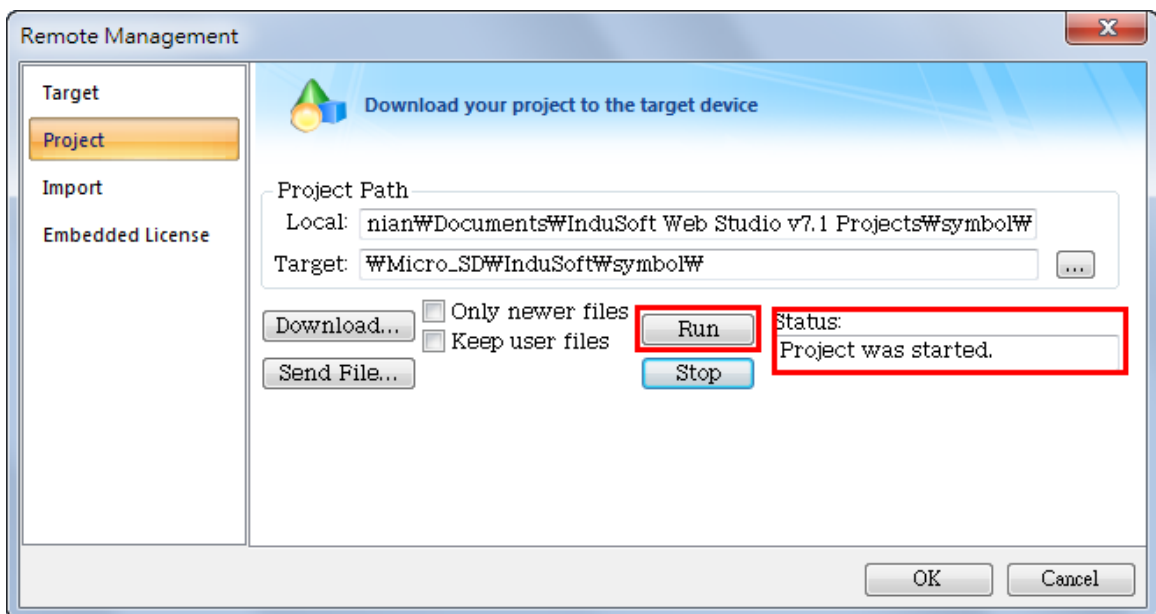 Remote Management
Target
Project
Import
Embedded License
Download your project to the target device
Project Path
Local: nian₩Documents₩InduSoft Web Studio v7.1 Projects₩symbol₩
Target: ₩Micro_SD₩InduSoft₩symbol₩ ...
Download... Only newer files Run Status:
Keep user files Project was started.
Send File... Stop
OK Cancel